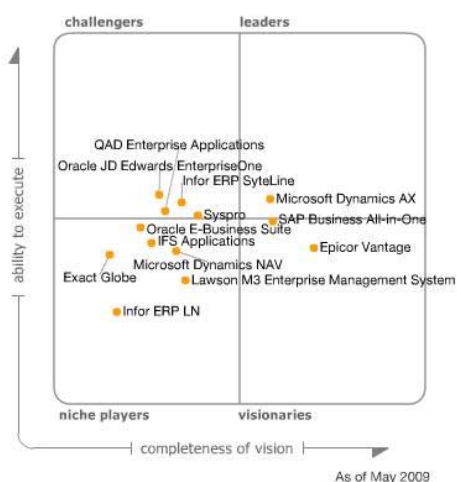 challengers
leaders
QAD Enterprise Applications
Oracle JD Edwards EnterpriseOne
Infor ERP SyteLine
Microsoft Dynamics AX
Syspro
SAP Business All-in-One
Oracle E-Business Suite
IFS Applications
Epicor Vantage
Microsoft Dynamics NAV
Exact Globe
Lawson M3 Enterprise Management System
Infor ERP LN
ability to execute
niche players
visionaries
completeness of vision
As of May 2009